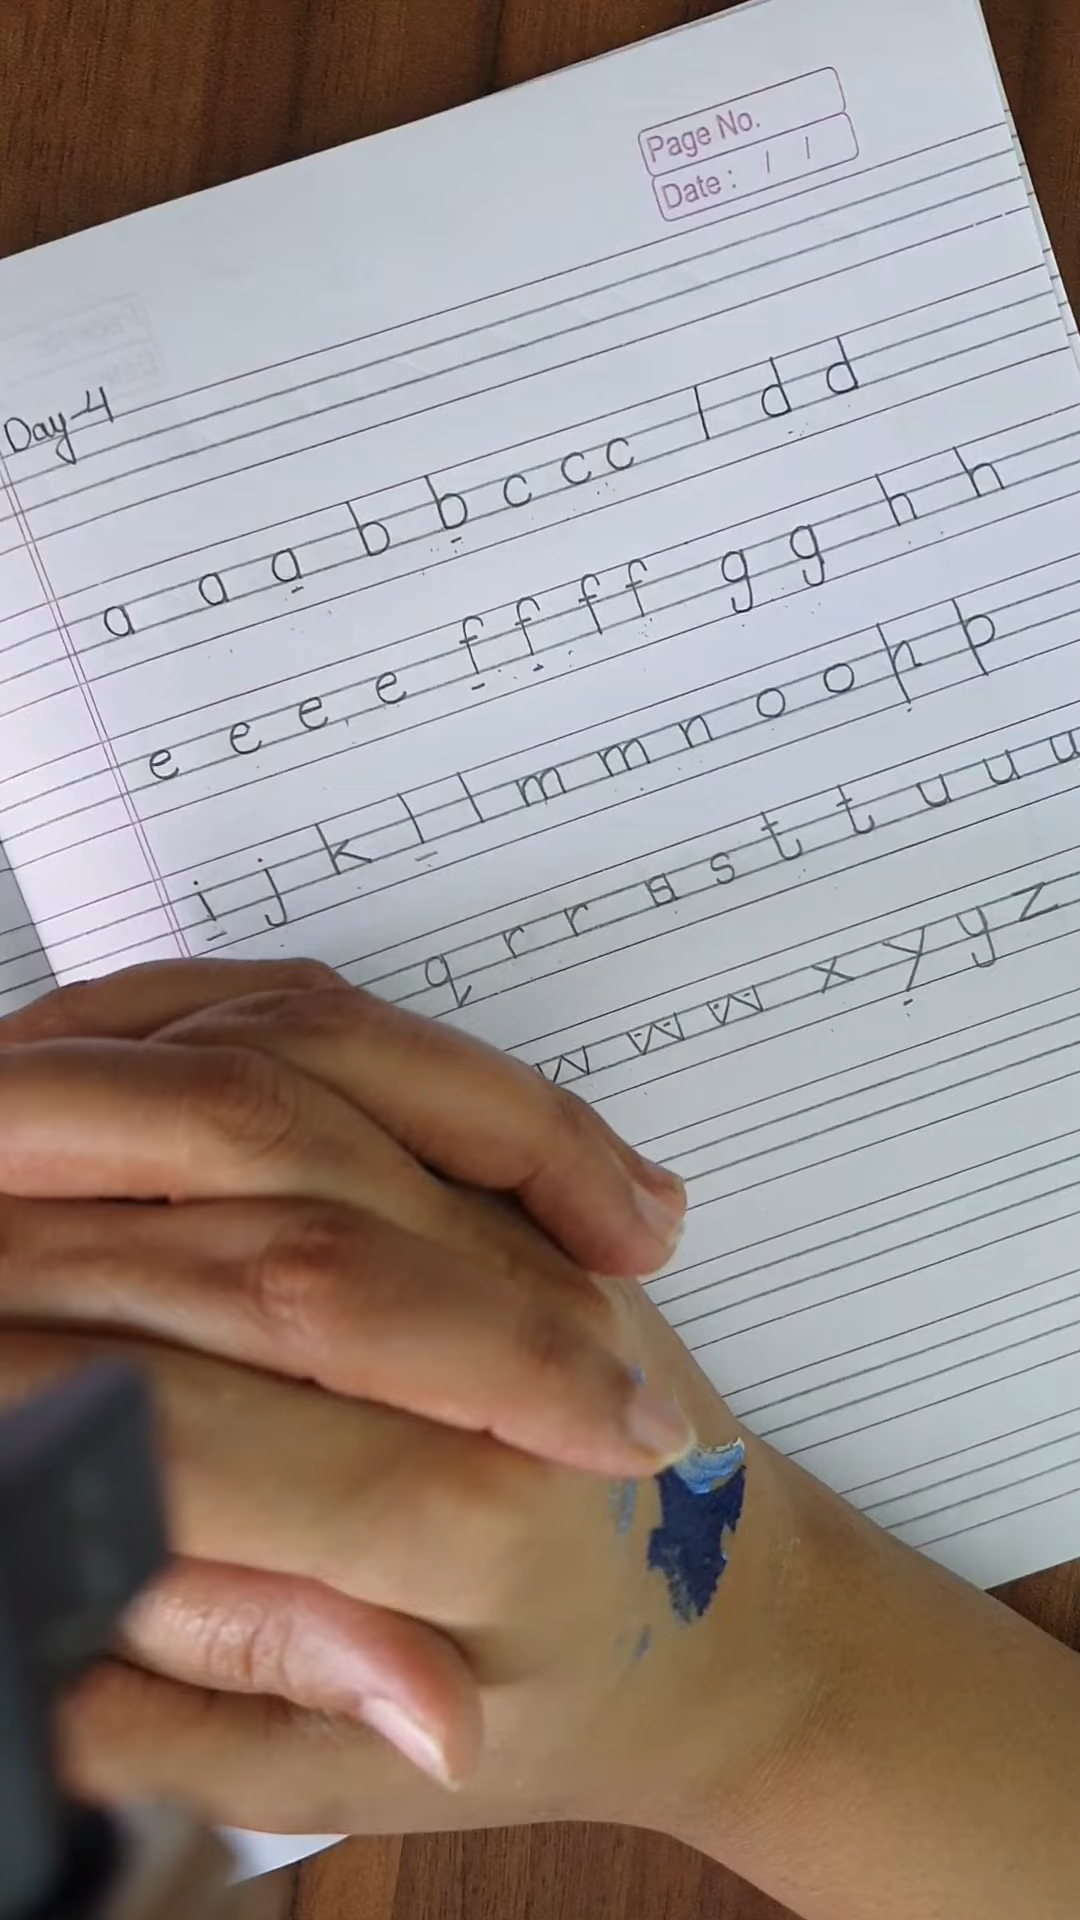 Page No.
Date : / /
Day-4
a a a b b c c c l d d
e e e e f f f f g g h h
i j k l l m m n o o h p
q r r s s t t u u u
w w w x y y z